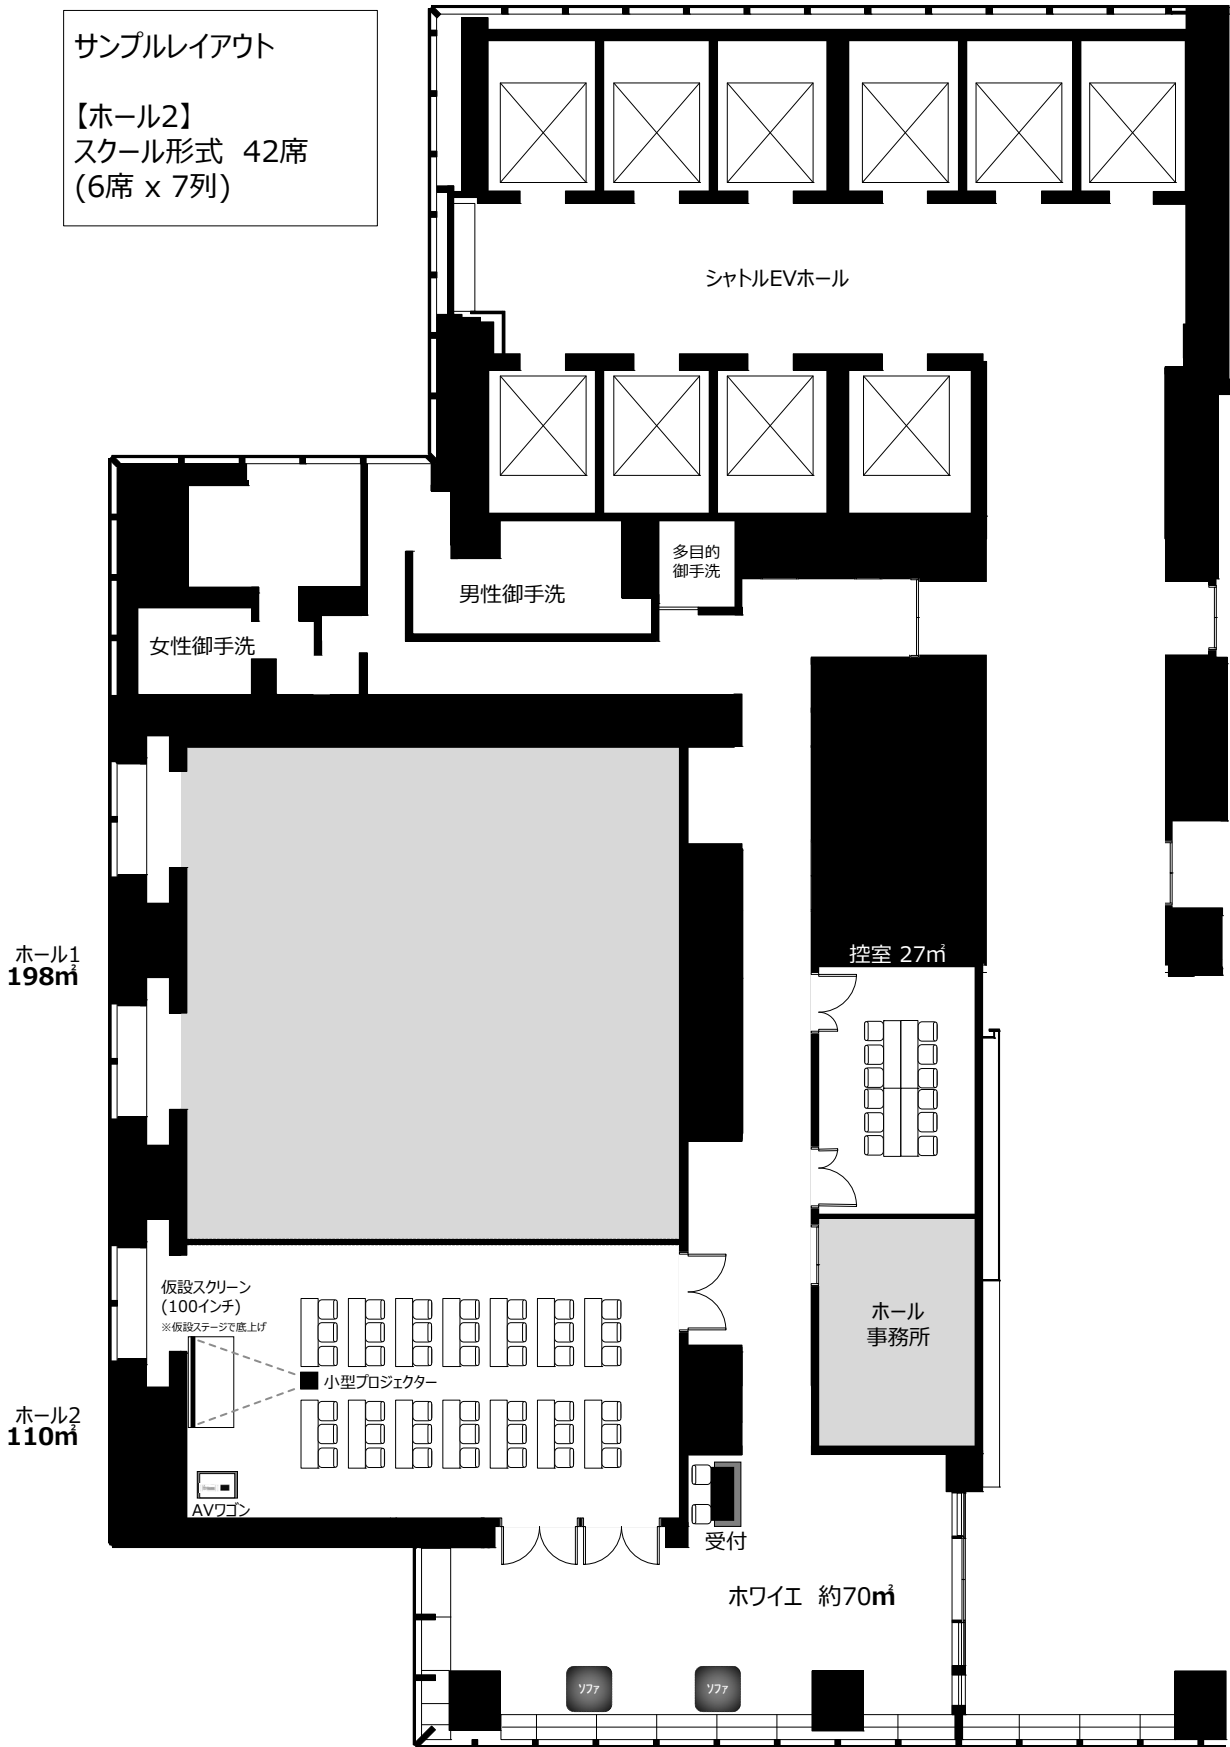 サンプルレイアウト
【ホール2】
スクール形式 42席
(6席 x 7列)
シャトルEVホール
多目的
御手洗
男性御手洗
女性御手洗
ホール1
198㎡
控室 27㎡
仮設スクリーン
(100インチ)
※仮設ステージで底上げ
小型プロジェクター
ホール
事務所
ホール2
110㎡
AVワゴン
受付
ホワイエ 約70㎡
ソファ
ソファ